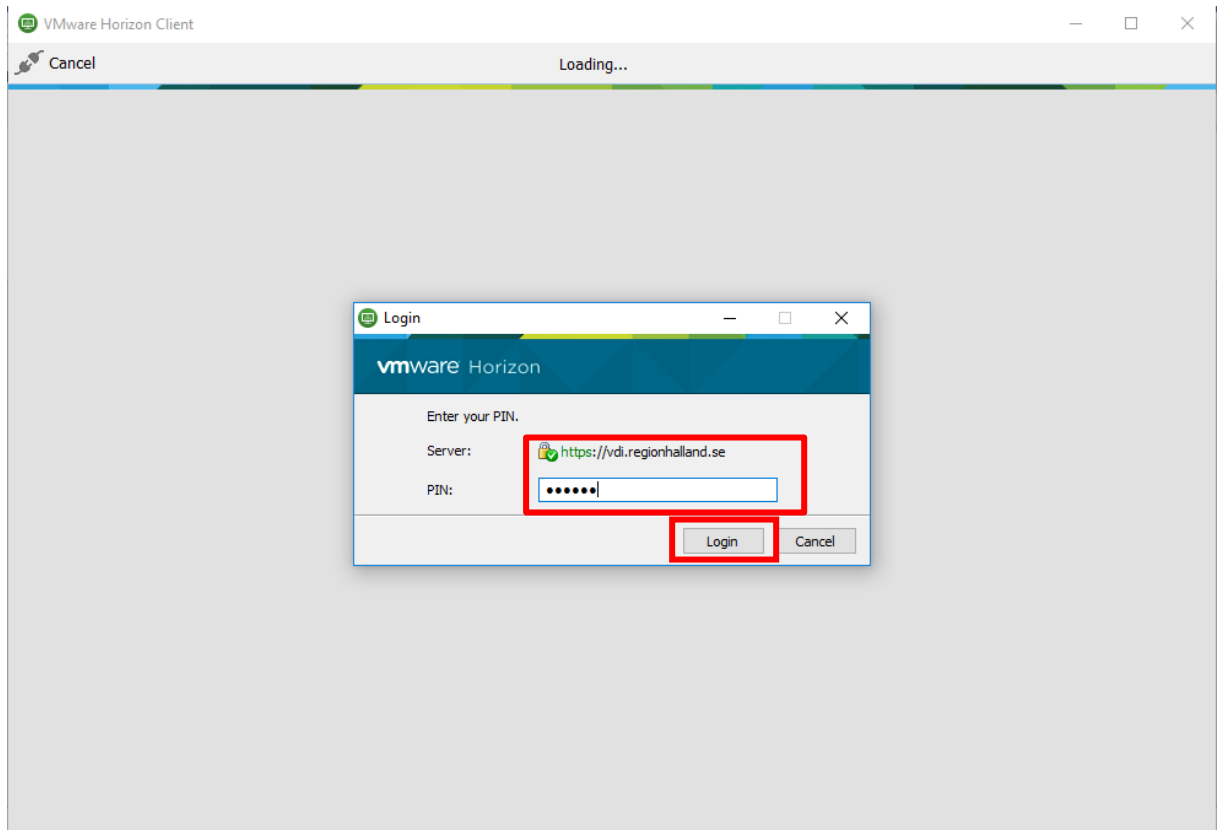 VMware Horizon Client
Cancel Loading...
Login
vmware Horizon
Enter your PIN.
Server: https://vdi.regionhalland.se
PIN: ••••••
Login Cancel